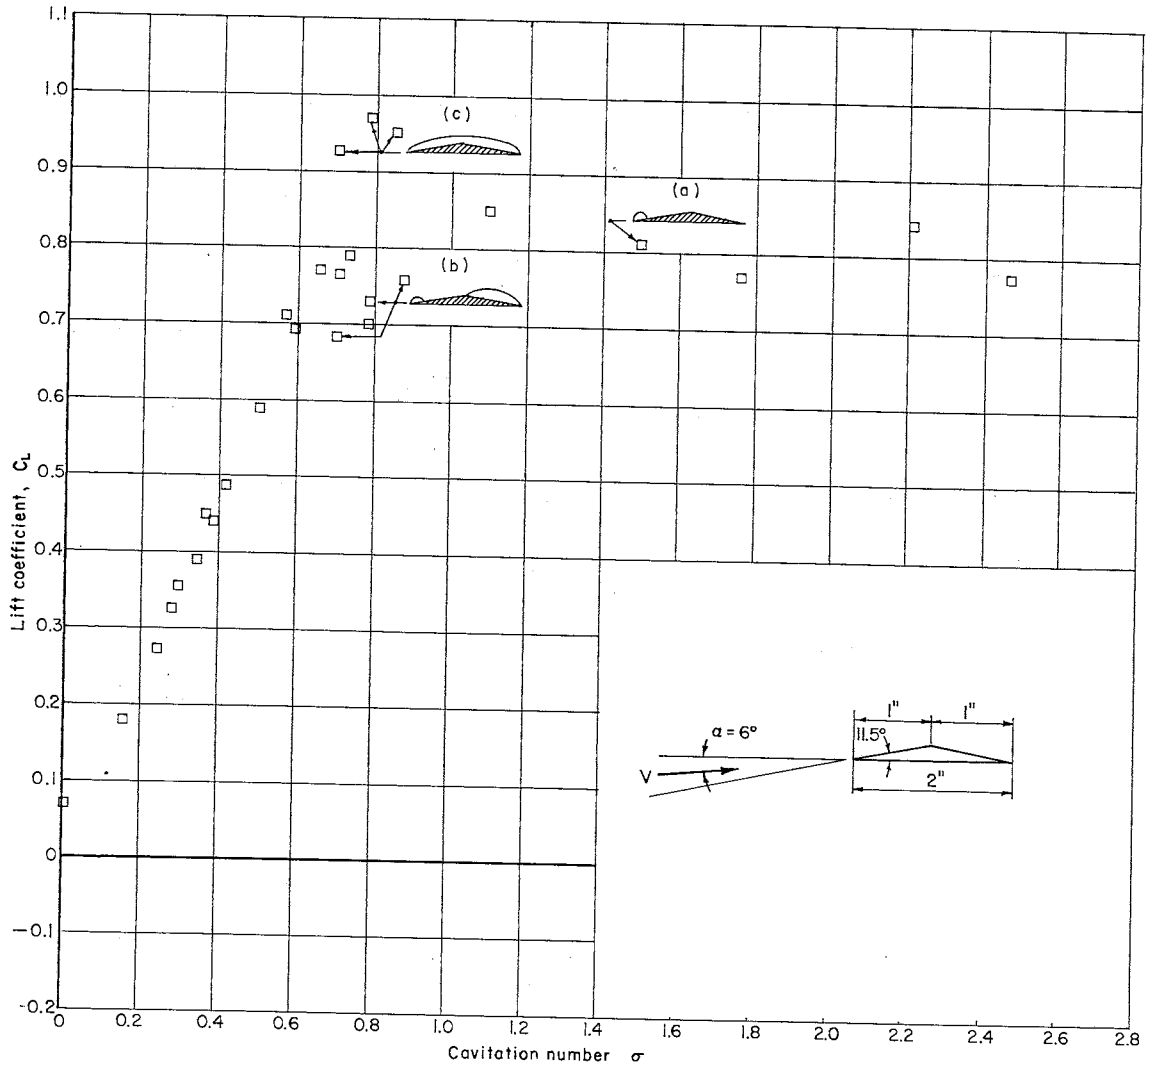 1.1
1.0
0.9
0.8
0.7
0.6
0.5
0.4
0.3
0.2
0.1
0
-0.1
-0.2
Lift coefficient, CL
(c)
(a)
(b)
α = 6°
V
1" 1"
11.5°
2"
0 0.2 0.4 0.6 0.8 1.0 1.2 1.4 1.6 1.8 2.0 2.2 2.4 2.6 2.8
Cavitation number σ